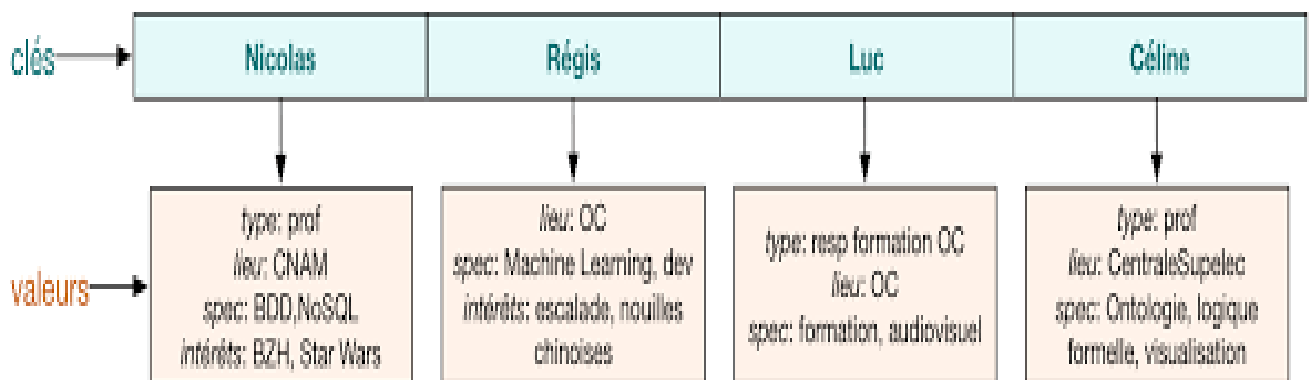 clés
Nicolas
Régis
Luc
Céline
valeurs
type: prof
lieu: CNAM
spec: BDD,NoSQL
intérêts: BZH, Star Wars
lieu: OC
spec: Machine Learning, dev
intérêts: escalade, nouilles
chinoises
type: resp formation OC
lieu: OC
spec: formation, audiovisuel
type: prof
lieu: CentraleSupelec
spec: Ontologie, logique
formelle, visualisation